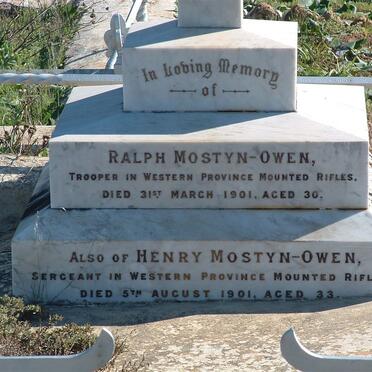 In Loving Memory
of
RALPH MOSTYN-OWEN,
TROOPER IN WESTERN PROVINCE MOUNTED RIFLES.
DIED 31ST MARCH 1901, AGED 30.
ALSO OF HENRY MOSTYN-OWEN,
SERGEANT IN WESTERN PROVINCE MOUNTED RIFL
DIED 5TH AUGUST 1901, AGED 33.